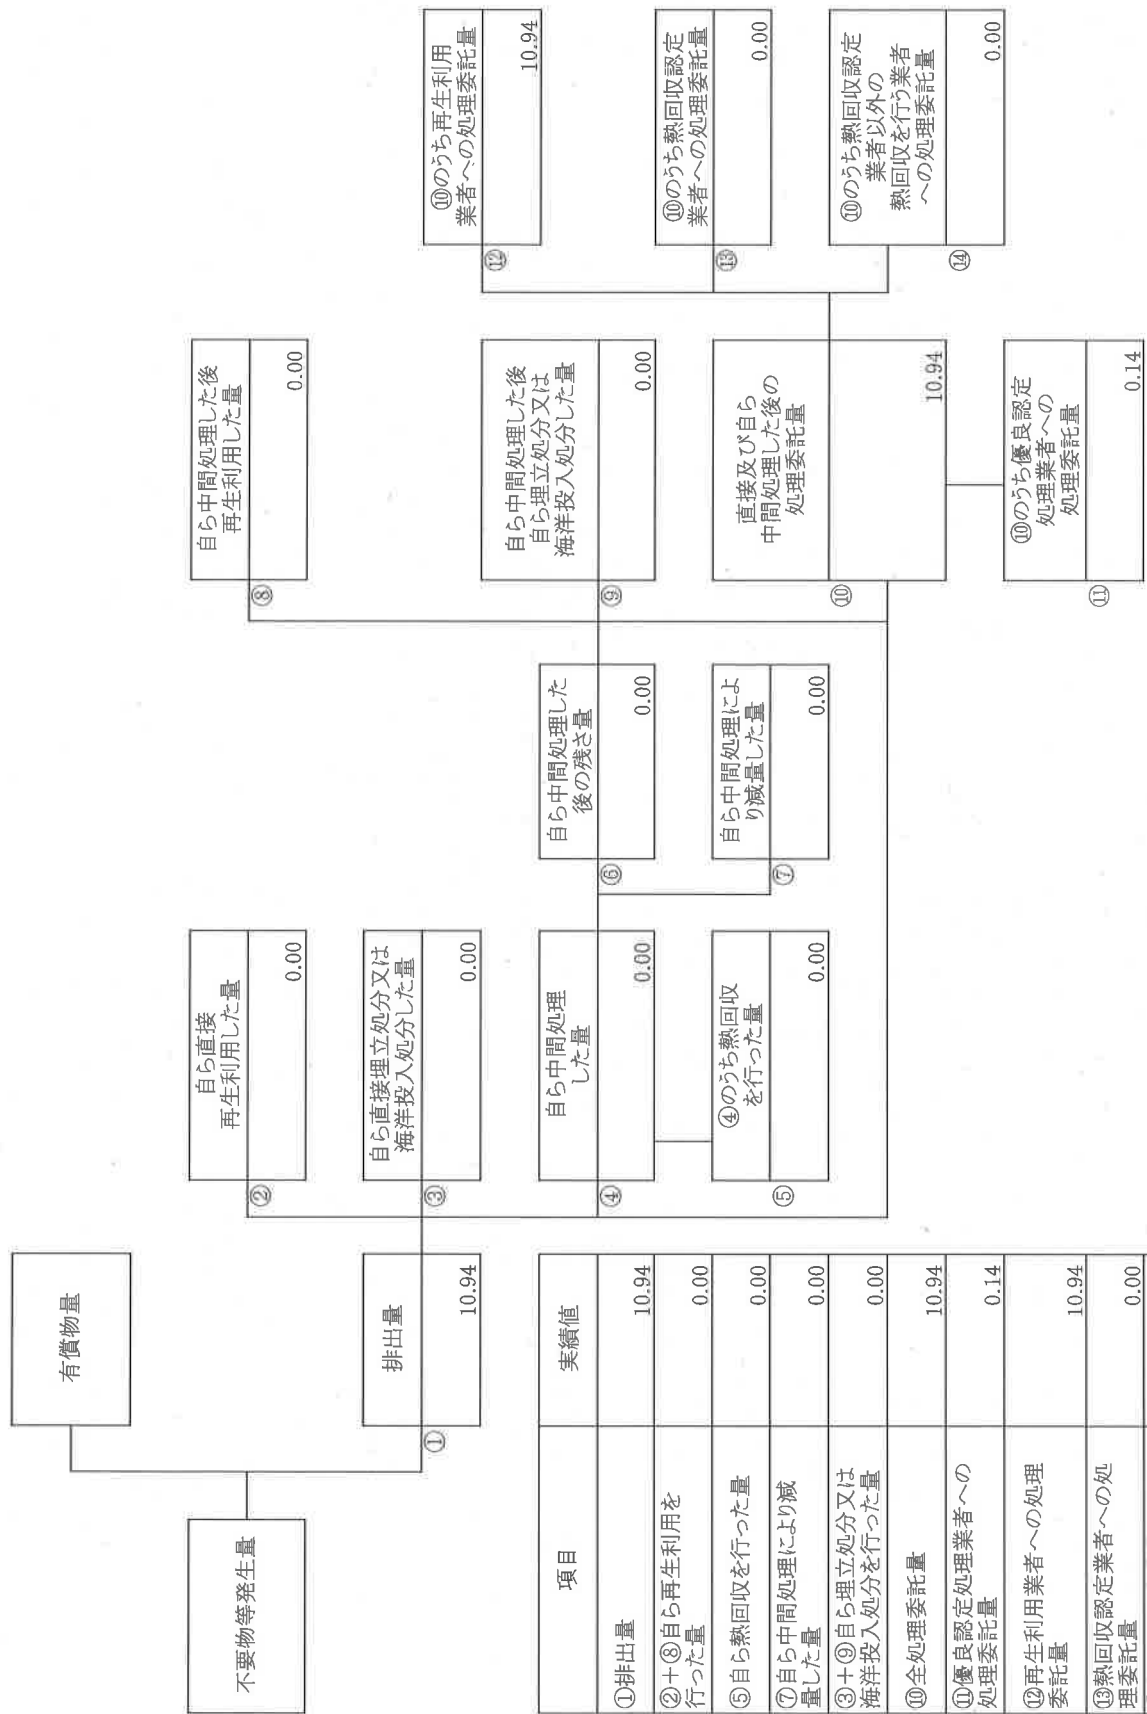 不要物等発生量
有償物量
①
排出量
10.94
②
自ら直接
再生利用した量
0.00
③
自ら直接埋立処分又は
海洋投入処分した量
0.00
④
自ら中間処理
した量
0.00
⑤
④のうち熱回収
を行った量
0.00
⑥
自ら中間処理した
後の残さ量
0.00
⑦
自ら中間処理によ
り減量した量
0.00
⑧
自ら中間処理した後
再生利用した量
0.00
⑨
自ら中間処理した後
自ら埋立処分又は
海洋投入処分した量
0.00
⑩
直接及び自ら
中間処理した後の
処理委託量
10.94
⑪
⑩のうち優良認定
処理業者への
処理委託量
0.14
⑫
⑩のうち再生利用
業者への処理委託量
10.94
⑬
⑩のうち熱回収認定
業者への処理委託量
0.00
⑭
⑩のうち熱回収認定
業者以外の
熱回収を行う業者
への処理委託量
0.00
項目 実績値
①排出量 10.94
②+⑧自ら再生利用を
行った量 0.00
⑤自ら熱回収を行った量 0.00
⑦自ら中間処理により減
量した量 0.00
③+⑨自ら埋立処分又は
海洋投入処分を行った量 0.00
⑩全処理委託量 10.94
⑪優良認定処理業者への
処理委託量 0.14
⑫再生利用業者への処理
委託量 10.94
⑬熱回収認定業者への処
理委託量 0.00